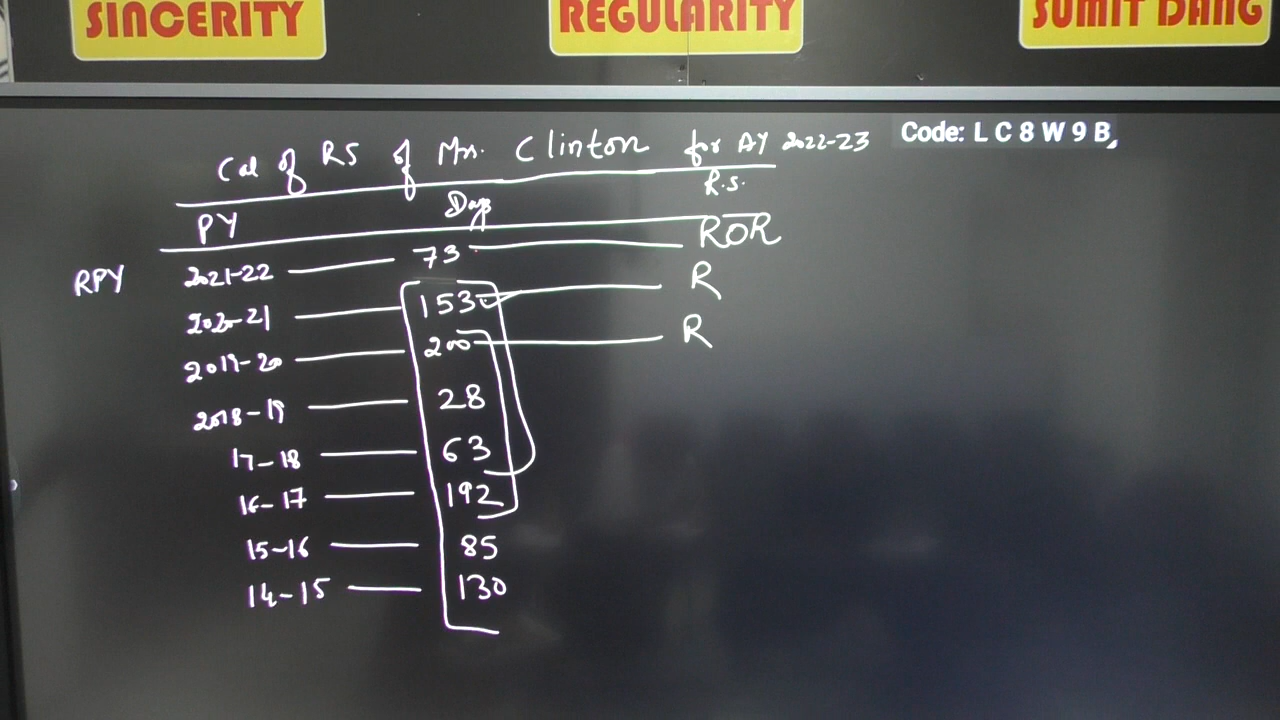 SINCERITY
REGULARITY
SUMIT DANG
Code: L C 8 W 9 B,
Cal of RS of Mr. Clinton for AY 2022-23
PY Days R.S.
RPY 2021-22 — 73 — ROR
2020-21 — 153 — R
2019-20 — 200 — R
2018-19 — 28
17-18 — 63
16-17 — 192
15-16 — 85
14-15 — 130